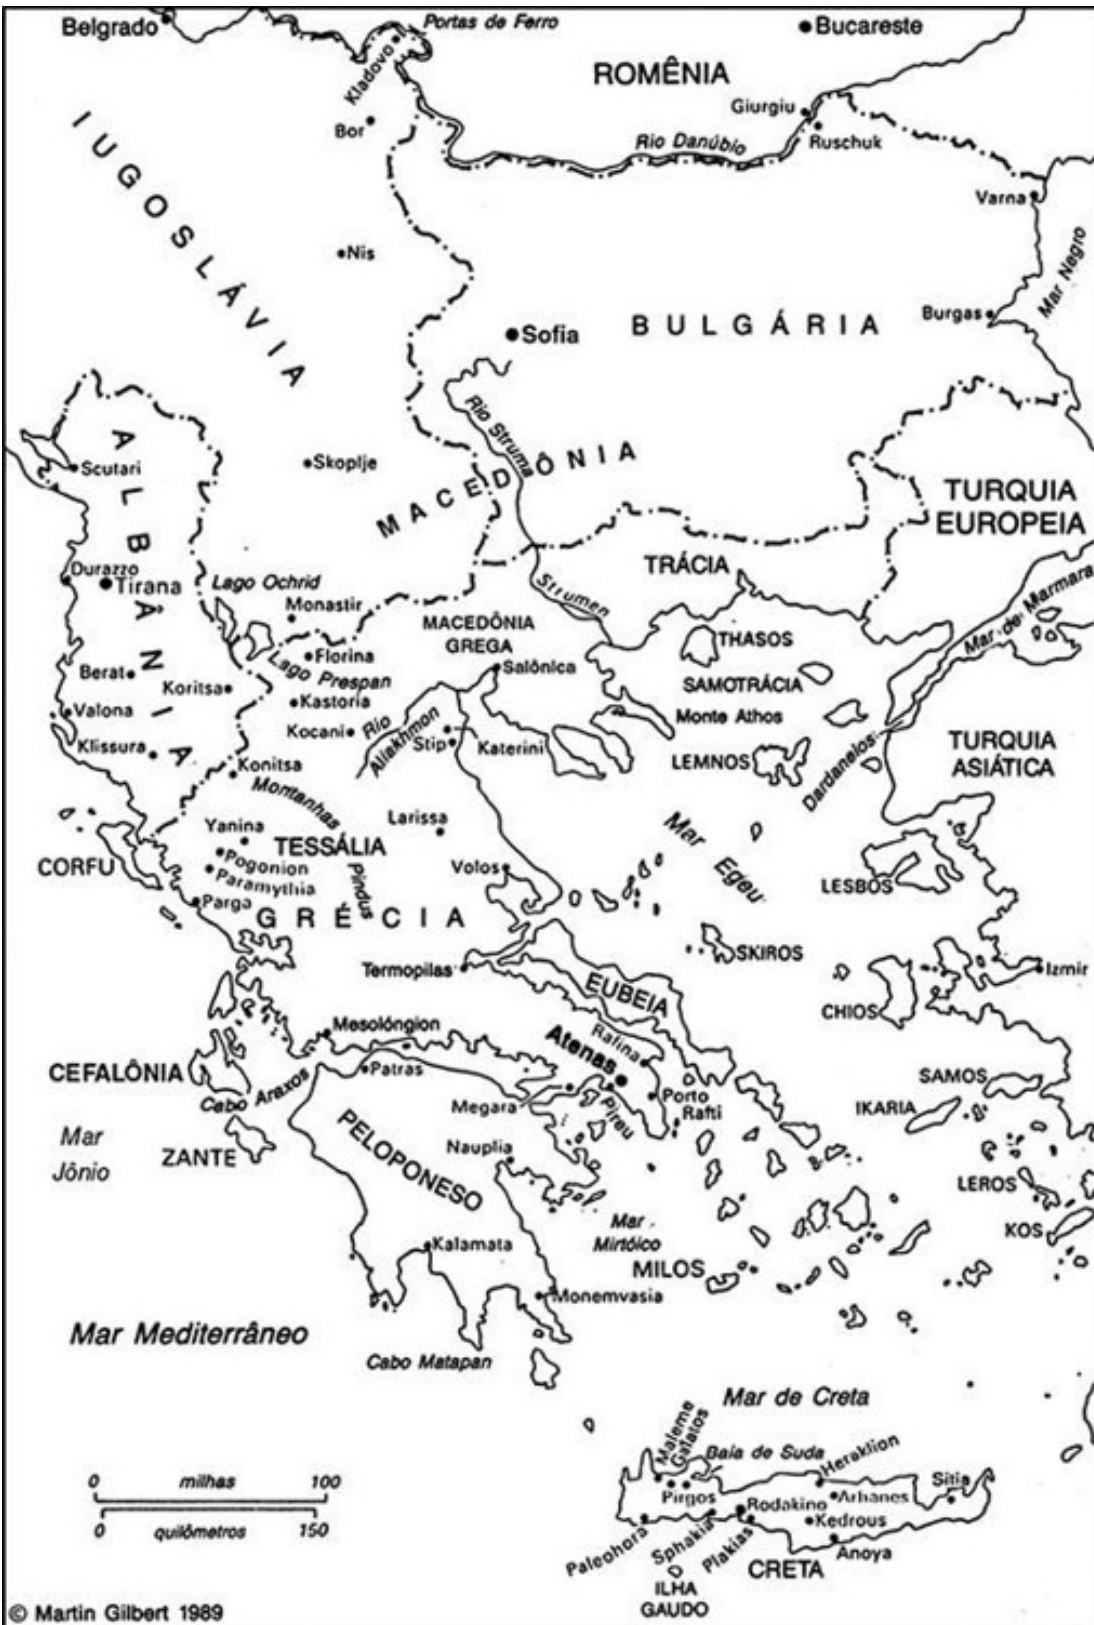 Belgrado
Portas de Ferro
Bucareste
Kladovo
ROMÊNIA
Giurgiu
Bor
Rio Danúbio
Ruschuk
IUGOSLÁVIA
Varna
Nis
Mar Negro
Burgas
BULGÁRIA
Sofia
Rio Struma
ALBÂNIA
Scutari
Skoplje
MACEDÔNIA
TURQUIA
EUROPEIA
TRÁCIA
Durazzo
Tirana
Lago Ochrid
Strumen
Mar de Marmara
Monastir
MACEDÔNIA
GREGA
THASOS
Florina
Lago Prespan
Salônica
Berat
Koritsa
SAMOTRÁCIA
Kastoria
Valona
Monte Athos
Kocani
Rio
Aliakhmon
Stip
Katerini
Klissura
LEMNOS
Dardanelos
TURQUIA
ASIÁTICA
Konitsa
Montanhas
Pindus
Larissa
Mar Egeu
Yanina
TESSÁLIA
CORFU
Pogonion
Paramythia
Volos
LESBOS
Parga
GRÉCIA
SKIROS
Termopilas
Izmir
EUBEIA
CHIOS
Mesolóngion
Atenas
Rafina
CEFALÔNIA
Patras
SAMOS
Cabo Araxos
Megara
Pireu
Porto
Rafti
IKARIA
Mar
Jônio
ZANTE
PELOPONESO
Nauplia
LEROS
Mar
Mirtóico
KOS
Kalamata
MILOS
Monemvasia
Mar Mediterrâneo
Cabo Matapan
Mar de Creta
Maleme
Galatos
Baía de Suda
Heraklion
Sitia
0 milhas 100
Pirgos
Rodakino
Arhanes
0 quilômetros 150
Kedrous
Paleohora
Sphakia
Plakias
Anoya
CRETA
ILHA
GAUDO
© Martin Gilbert 1989